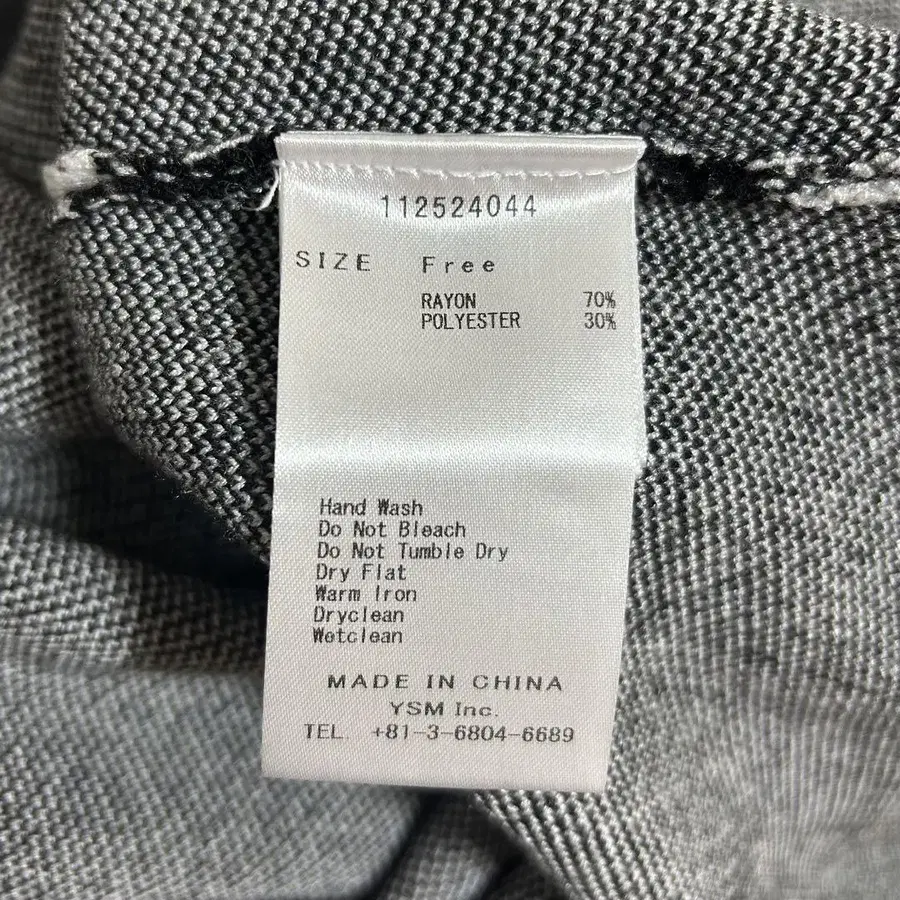 112524044
SIZE Free
RAYON 70%
POLYESTER 30%
Hand Wash
Do Not Bleach
Do Not Tumble Dry
Dry Flat
Warm Iron
Dryclean
Wetclean
MADE IN CHINA
YSM Inc.
TEL. +81-3-6804-6689